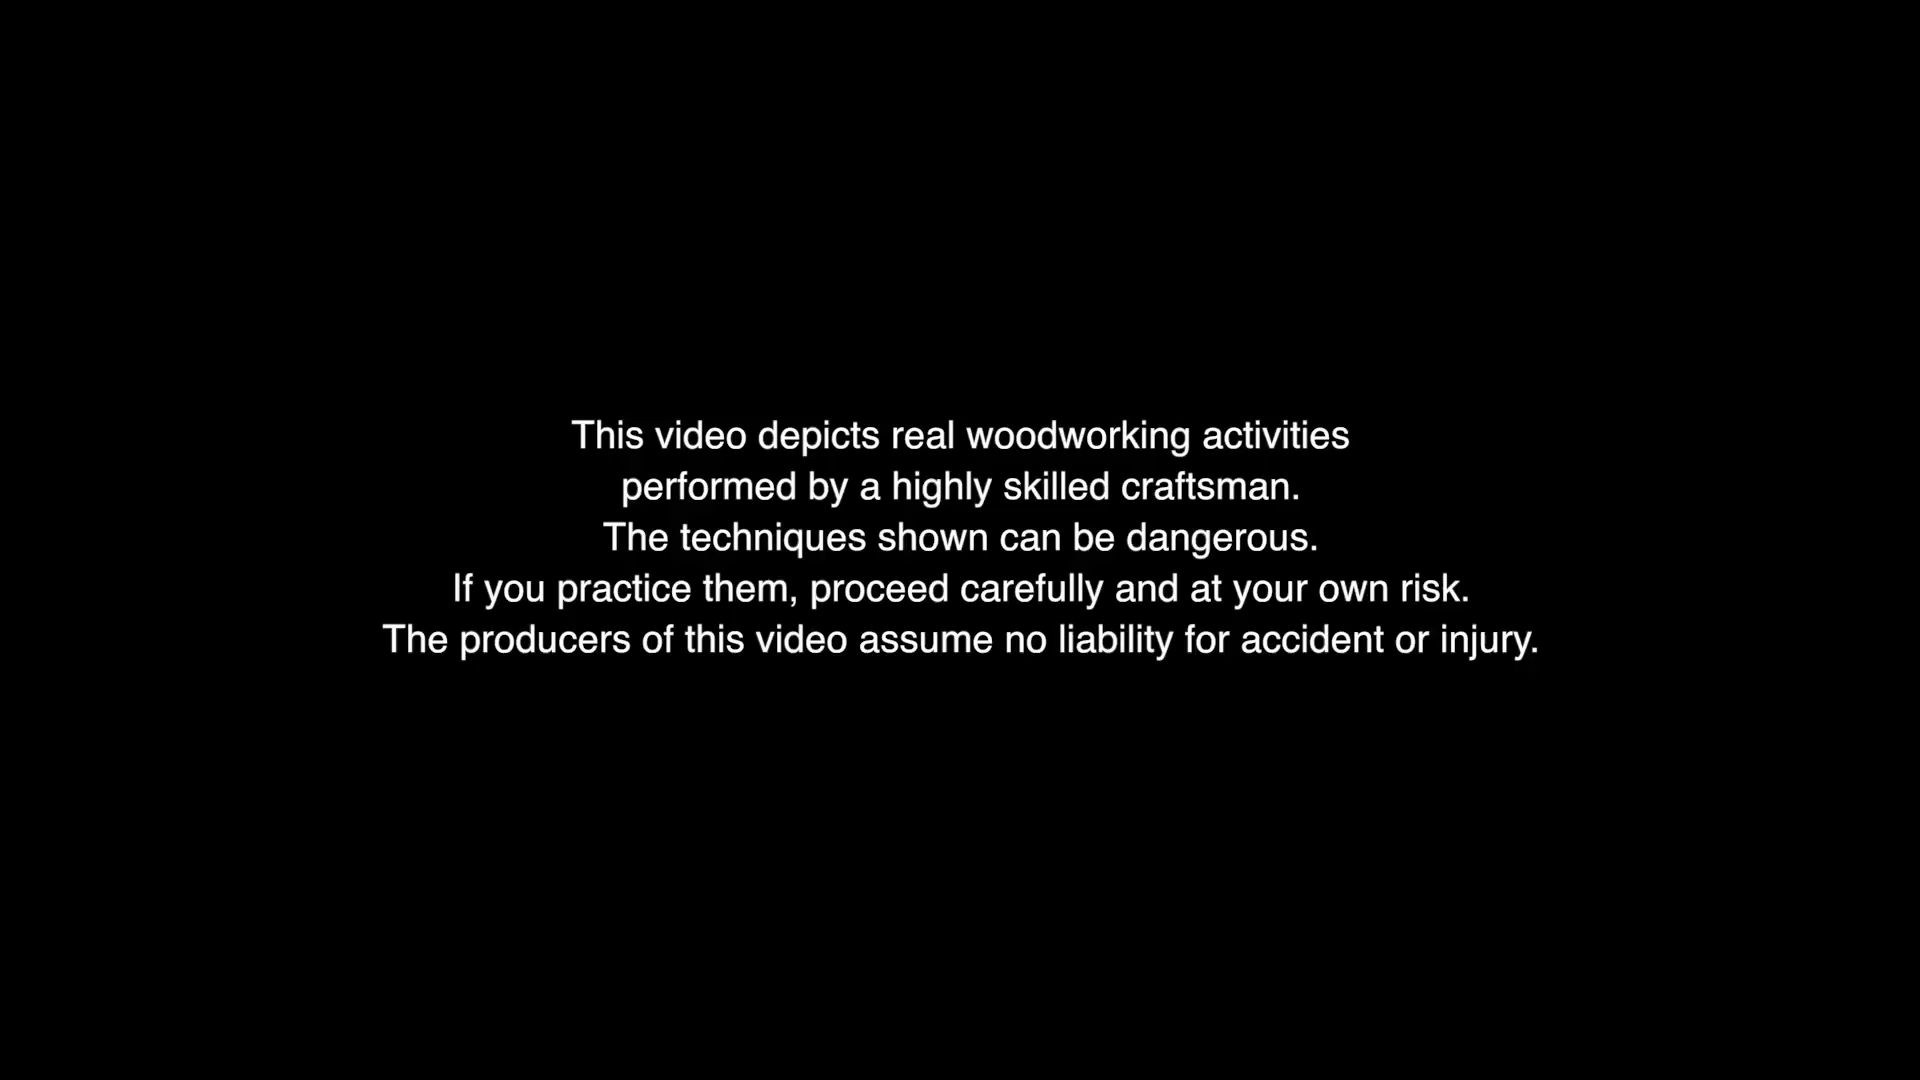 This video depicts real woodworking activities
performed by a highly skilled craftsman.
The techniques shown can be dangerous.
If you practice them, proceed carefully and at your own risk.
The producers of this video assume no liability for accident or injury.